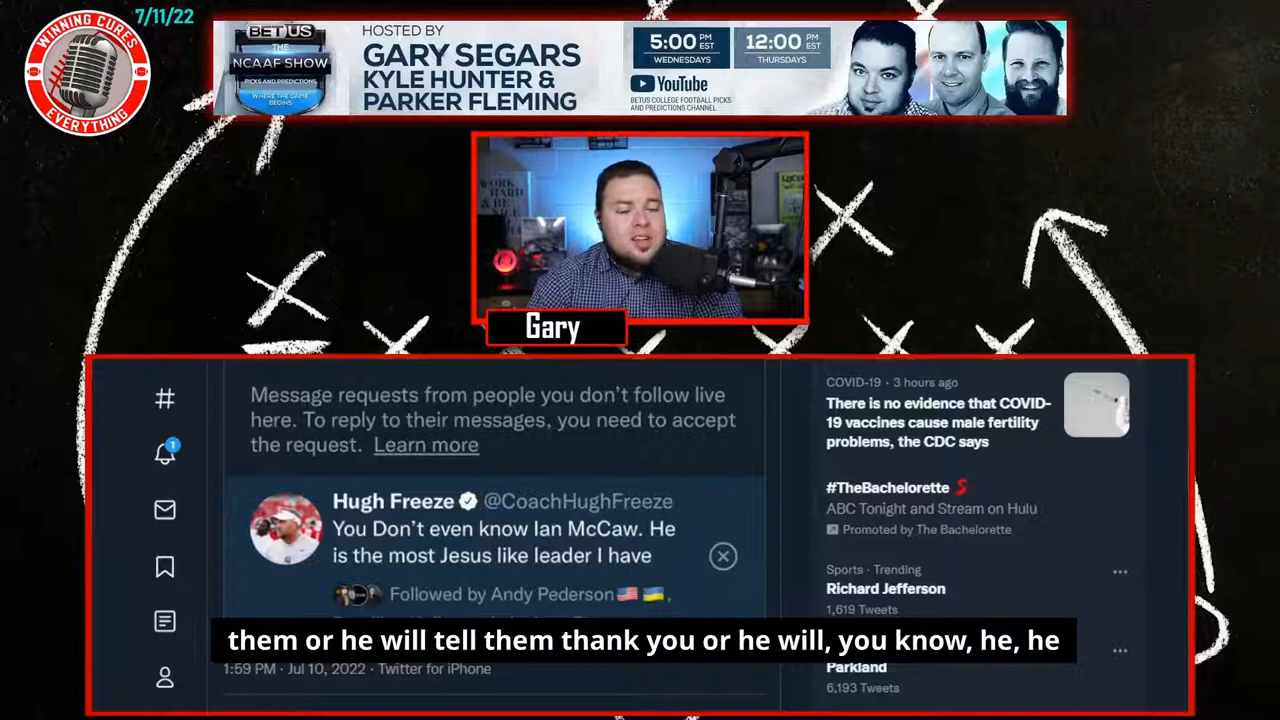 7/11/22
WINNING CURES
EVERYTHING
BETUS
THE
NCAAF SHOW
PICKS AND PREDICTIONS
WHERE THE GAME
BEGINS
HOSTED BY
GARY SEGARS
KYLE HUNTER &
PARKER FLEMING
5:00 PM EST
WEDNESDAYS
12:00 PM EST
THURSDAYS
YouTube
BETUS COLLEGE FOOTBALL PICKS
AND PREDICTIONS CHANNEL
WORK
HARD
Gary
Message requests from people you don't follow live
here. To reply to their messages, you need to accept
the request. Learn more
1
Hugh Freeze @CoachHughFreeze
You Don't even know Ian McCaw. He
is the most Jesus like leader I have
Followed by Andy Pederson
1:59 PM · Jul 10, 2022 · Twitter for iPhone
COVID-19 · 3 hours ago
There is no evidence that COVID-
19 vaccines cause male fertility
problems, the CDC says
#TheBachelorette
ABC Tonight and Stream on Hulu
Promoted by The Bachelorette
Sports · Trending
Richard Jefferson
1,619 Tweets
Parkland
6,193 Tweets
them or he will tell them thank you or he will, you know, he, he